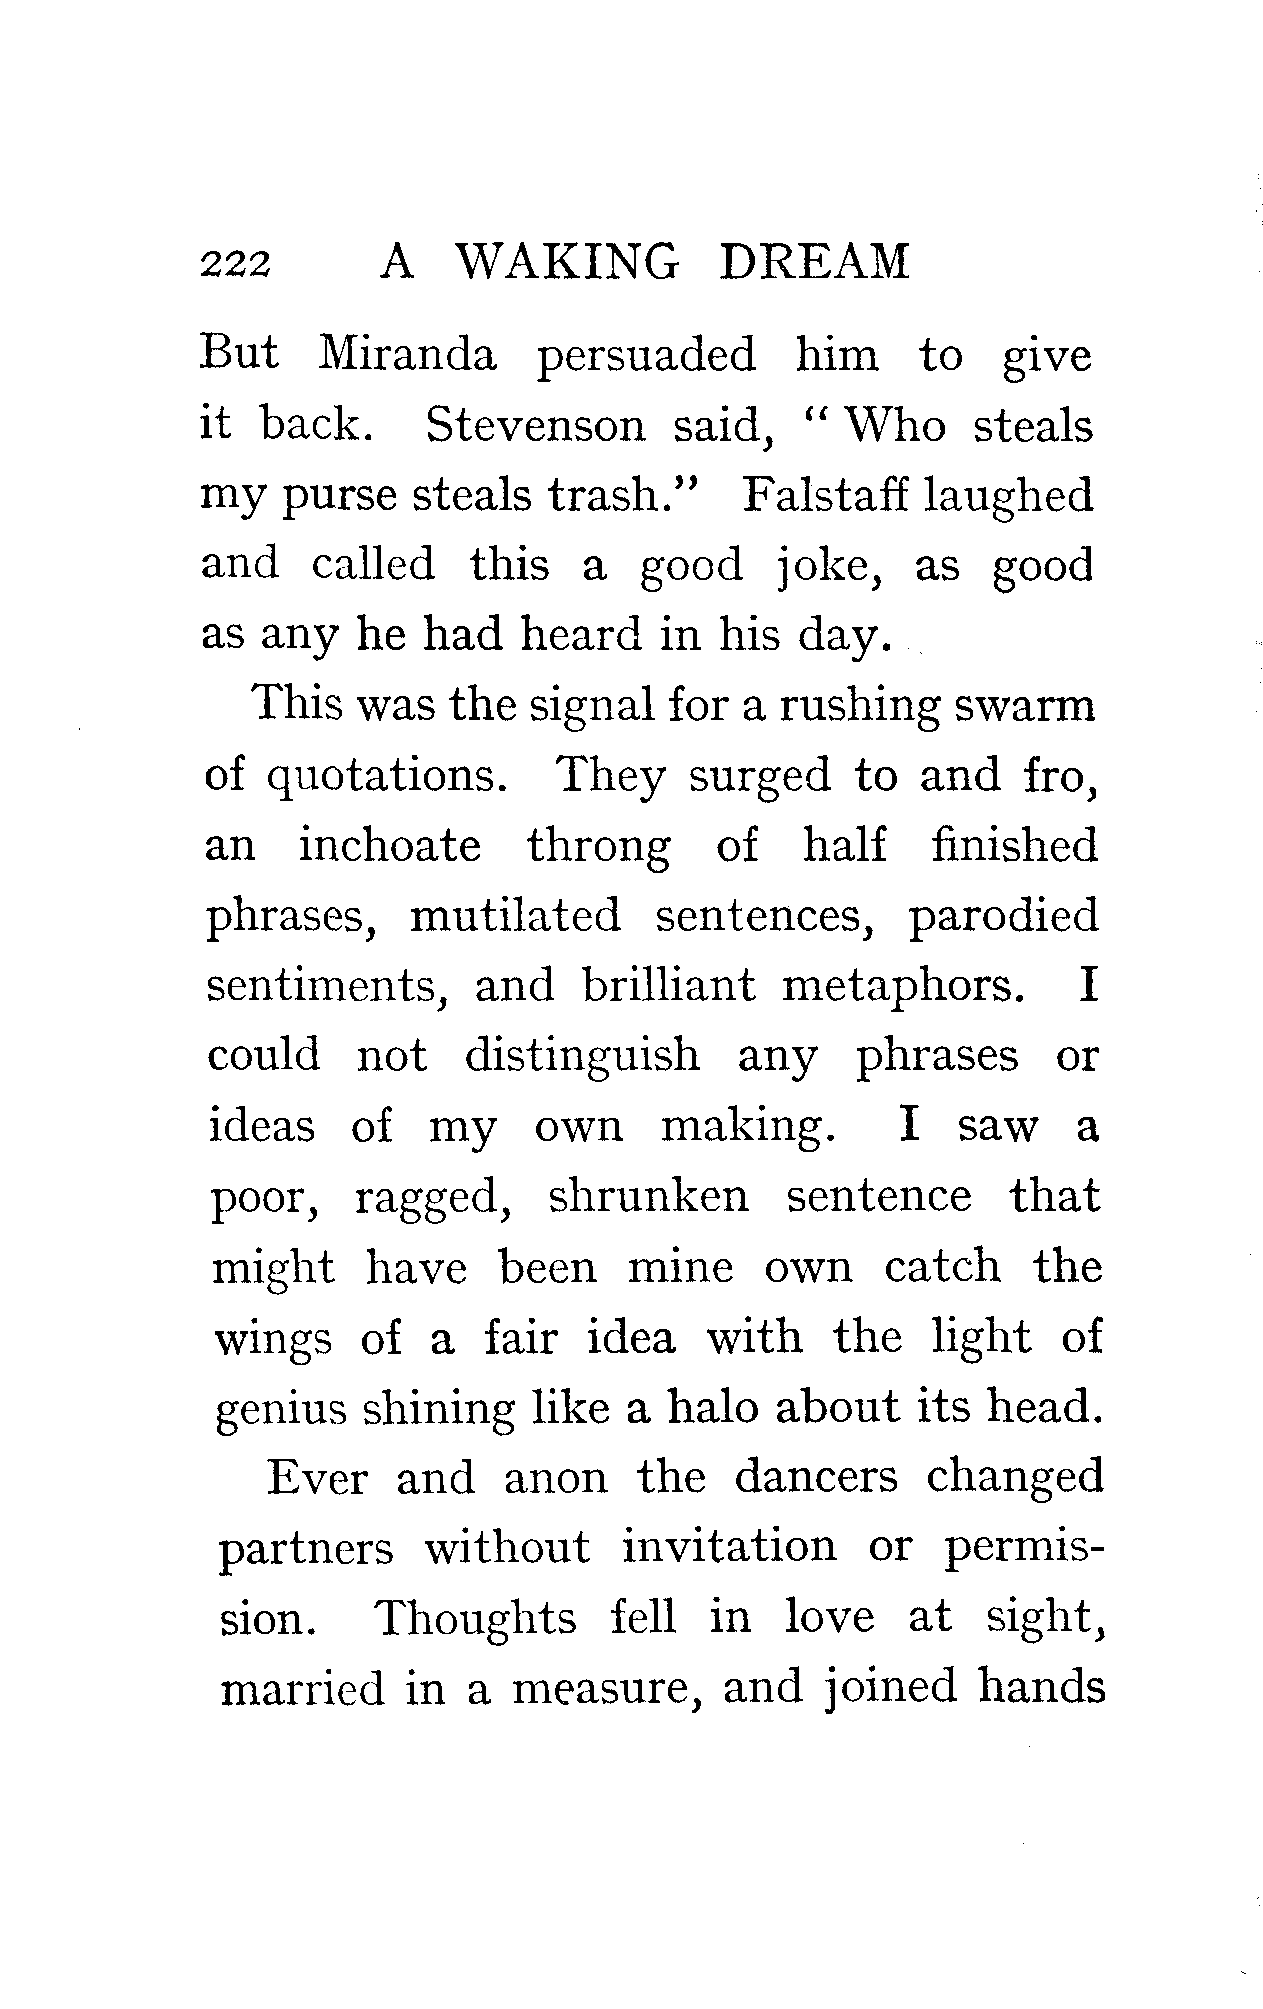 222 A WAKING DREAM
But Miranda persuaded him to give
it back. Stevenson said, “ Who steals
my purse steals trash.” Falstaff laughed
and called this a good joke, as good
as any he had heard in his day.
This was the signal for a rushing swarm
of quotations. They surged to and fro,
an inchoate throng of half finished
phrases, mutilated sentences, parodied
sentiments, and brilliant metaphors. I
could not distinguish any phrases or
ideas of my own making. I saw a
poor, ragged, shrunken sentence that
might have been mine own catch the
wings of a fair idea with the light of
genius shining like a halo about its head.
Ever and anon the dancers changed
partners without invitation or permis-
sion. Thoughts fell in love at sight,
married in a measure, and joined hands